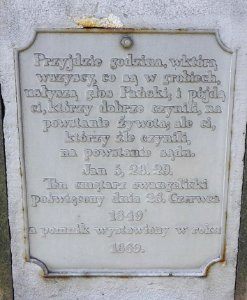 Przyjdzie godzina, w którą
wszyscy, co są w grobiech,
usłyszą głos Pański, i pójdą
ci, którzy dobrze czynili, na
powstanie żywota; ale ci,
którzy źle czynili,
na powstanie sądu.
Jan 5, 28. 29.
Ten smętarz ewangelicki
poświęcony dnia 26. Czerwca
1849
a pomnik wystawiony w roku
1869.